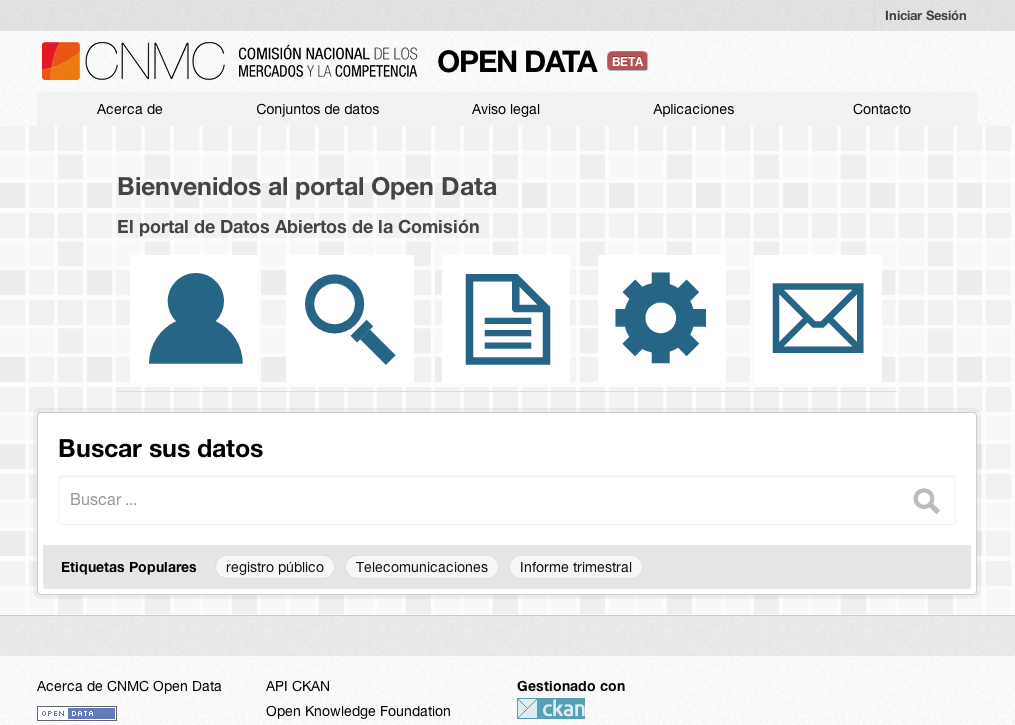 Iniciar Sesión
CNMC COMISIÓN NACIONAL DE LOS
MERCADOS Y LA COMPETENCIA
OPEN DATA BETA
Acerca de Conjuntos de datos Aviso legal Aplicaciones Contacto
Bienvenidos al portal Open Data
El portal de Datos Abiertos de la Comisión
Buscar sus datos
Buscar ...
Etiquetas Populares registro público Telecomunicaciones Informe trimestral
Acerca de CNMC Open Data
OPEN DATA
API CKAN
Open Knowledge Foundation
Gestionado con
ckan